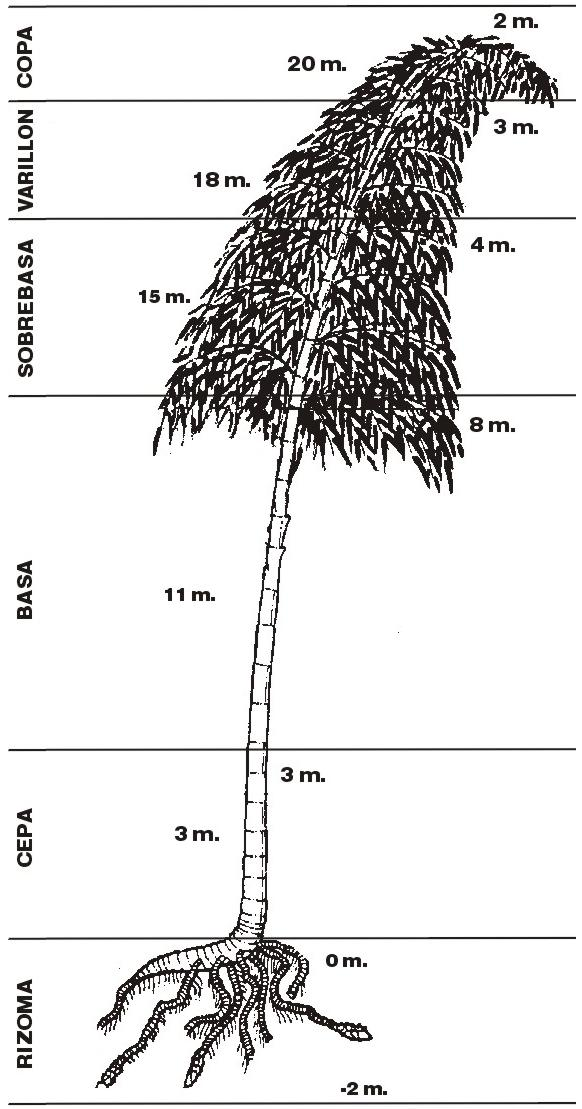 COPA
2 m.
20 m.
VARILLON
3 m.
18 m.
SOBREBASA
4 m.
15 m.
8 m.
BASA
11 m.
CEPA
3 m.
3 m.
RIZOMA
0 m.
-2 m.